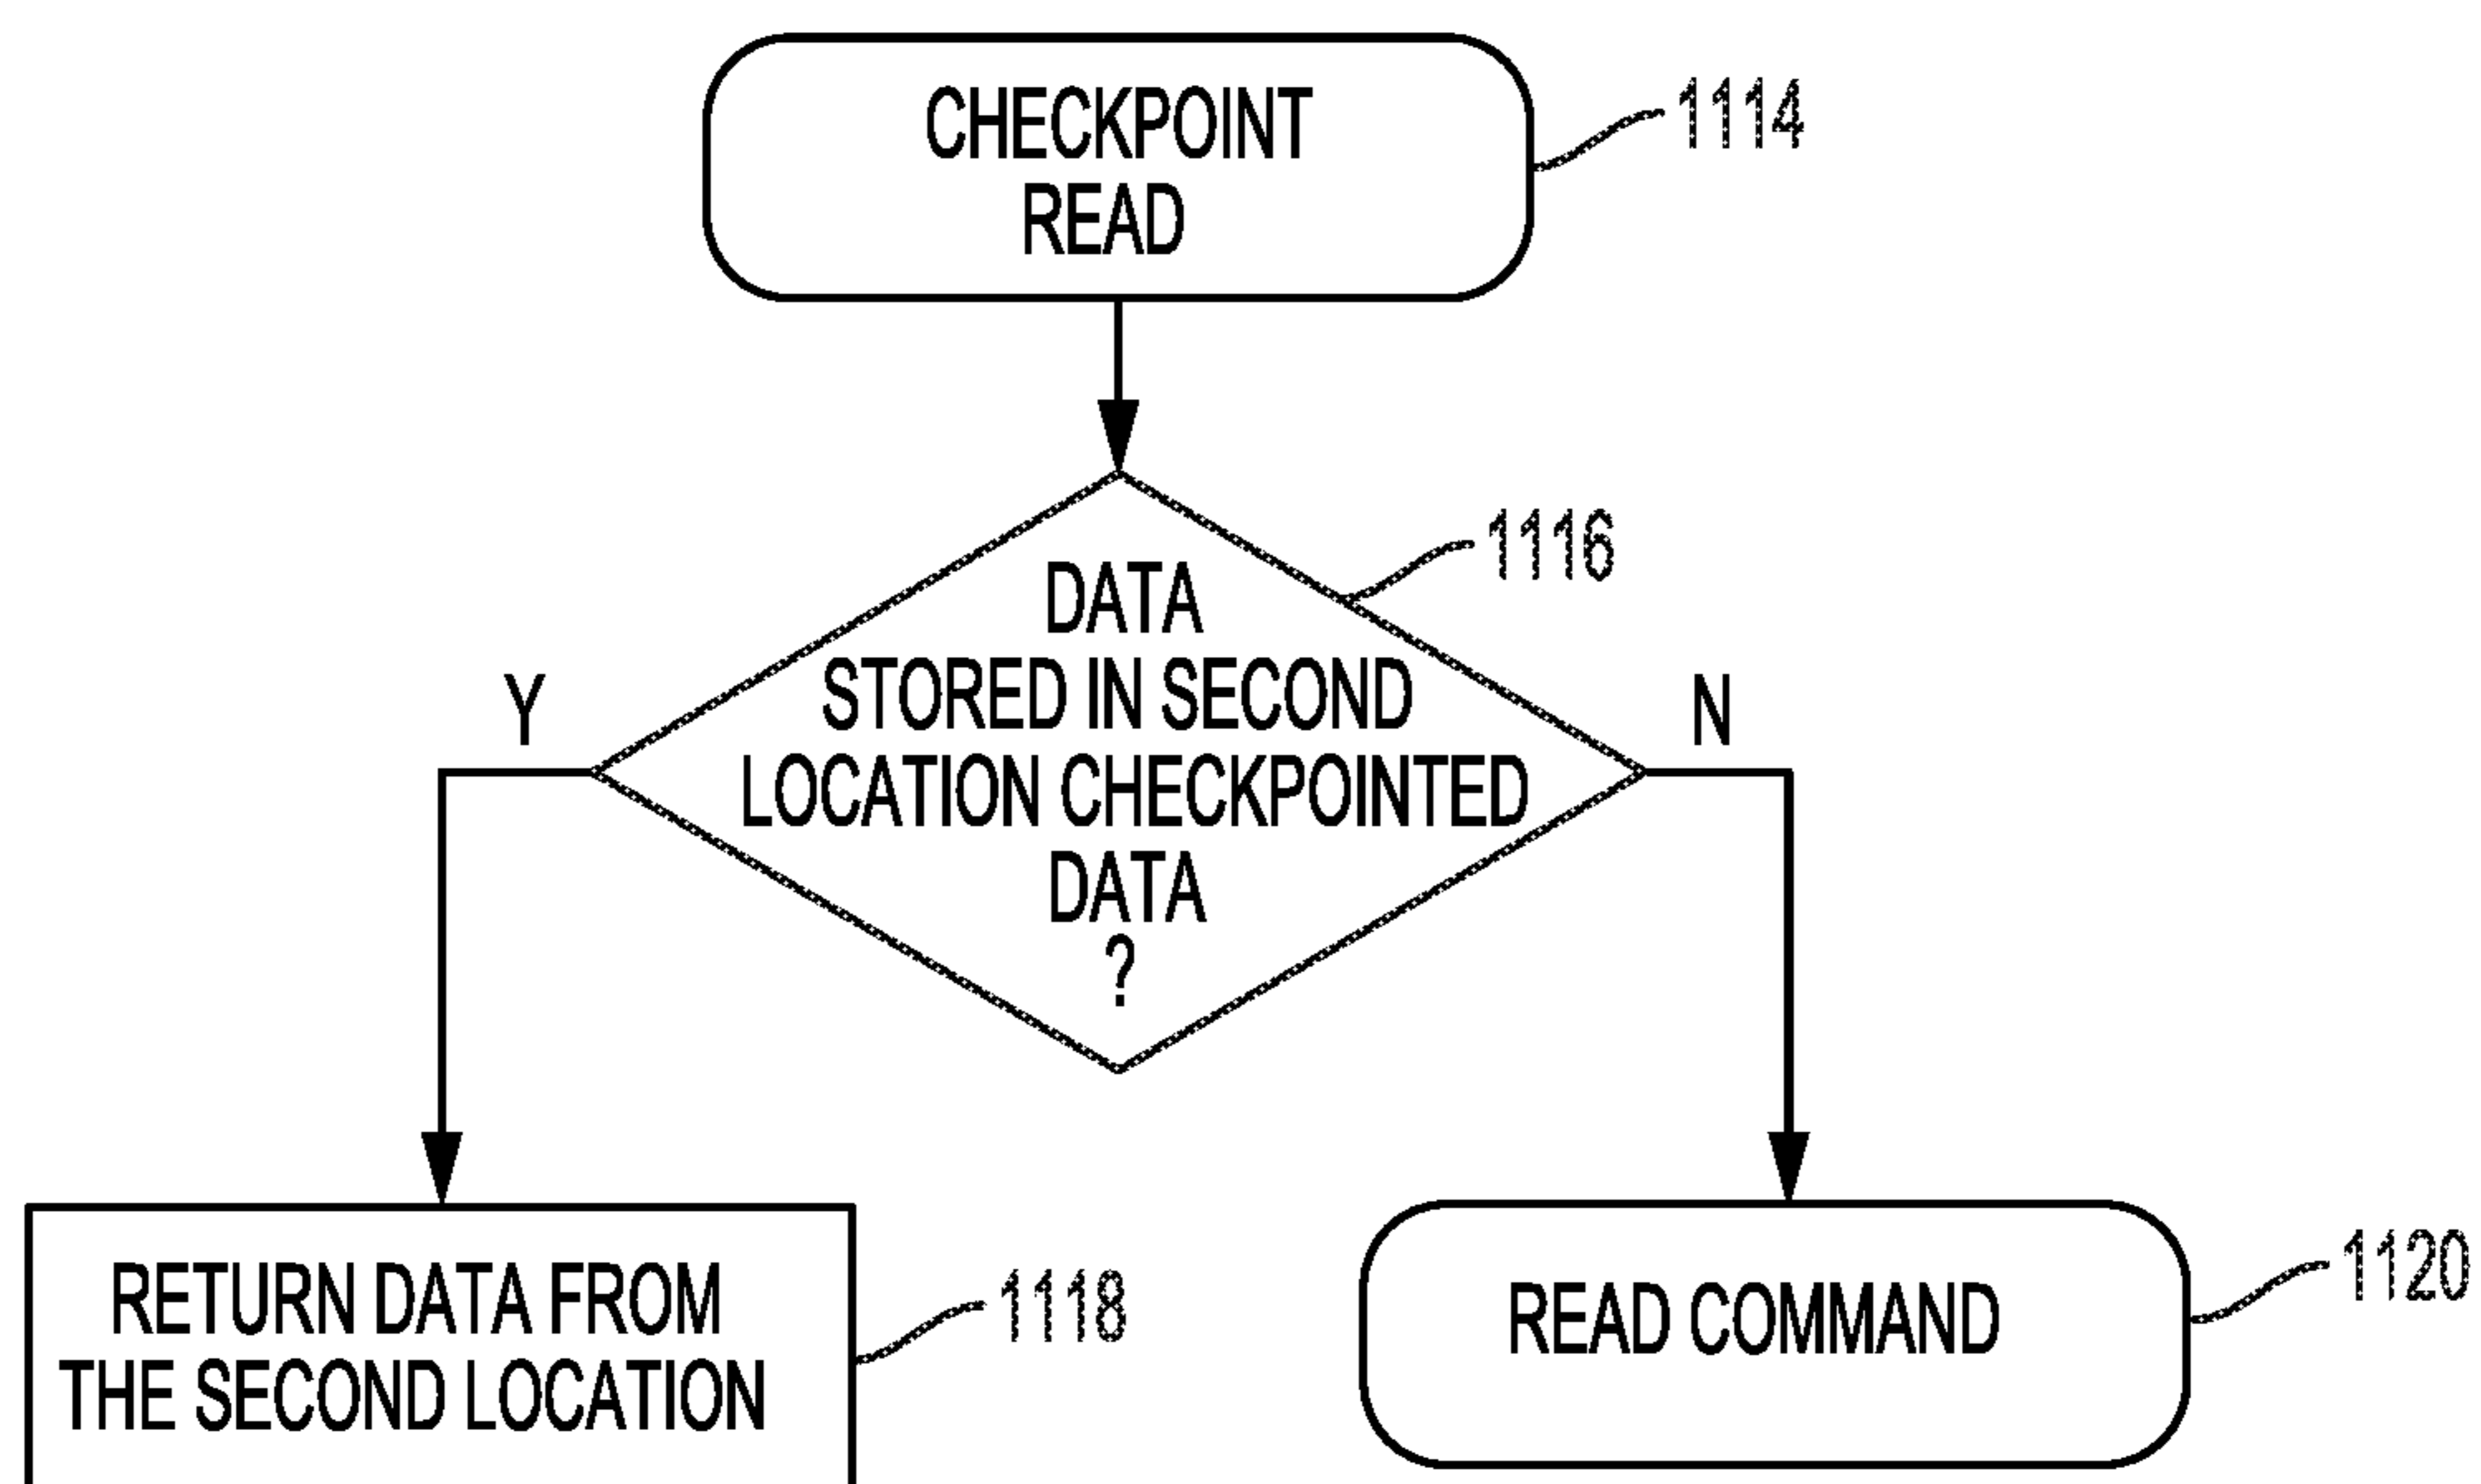 CHECKPOINT
READ
1114
DATA
STORED IN SECOND
LOCATION CHECKPOINTED
DATA
?
1116
Y
N
RETURN DATA FROM
THE SECOND LOCATION
1118
READ COMMAND
1120